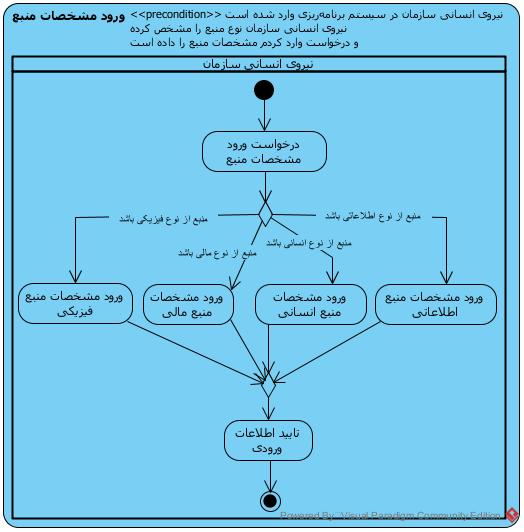 ورود مشخصات منبع <<precondition>> نیروی انسانی سازمان در سیستم برنامه‌ریزی وارد شده است
نیروی انسانی سازمان نوع منبع را مشخص کرده
و درخواست وارد کردم مشخصات منبع را داده است
نیروی انسانی سازمان
درخواست ورود
مشخصات منبع
منبع از نوع اطلاعاتی باشد
منبع از نوع فیزیکی باشد
منبع از نوع انسانی باشد
منبع از نوع مالی باشد
ورود مشخصات منبع
اطلاعاتی
ورود مشخصات
منبع انسانی
ورود مشخصات
منبع مالی
ورود مشخصات منبع
فیزیکی
تایید اطلاعات
ورودی
Powered By Visual Paradigm Community Edition